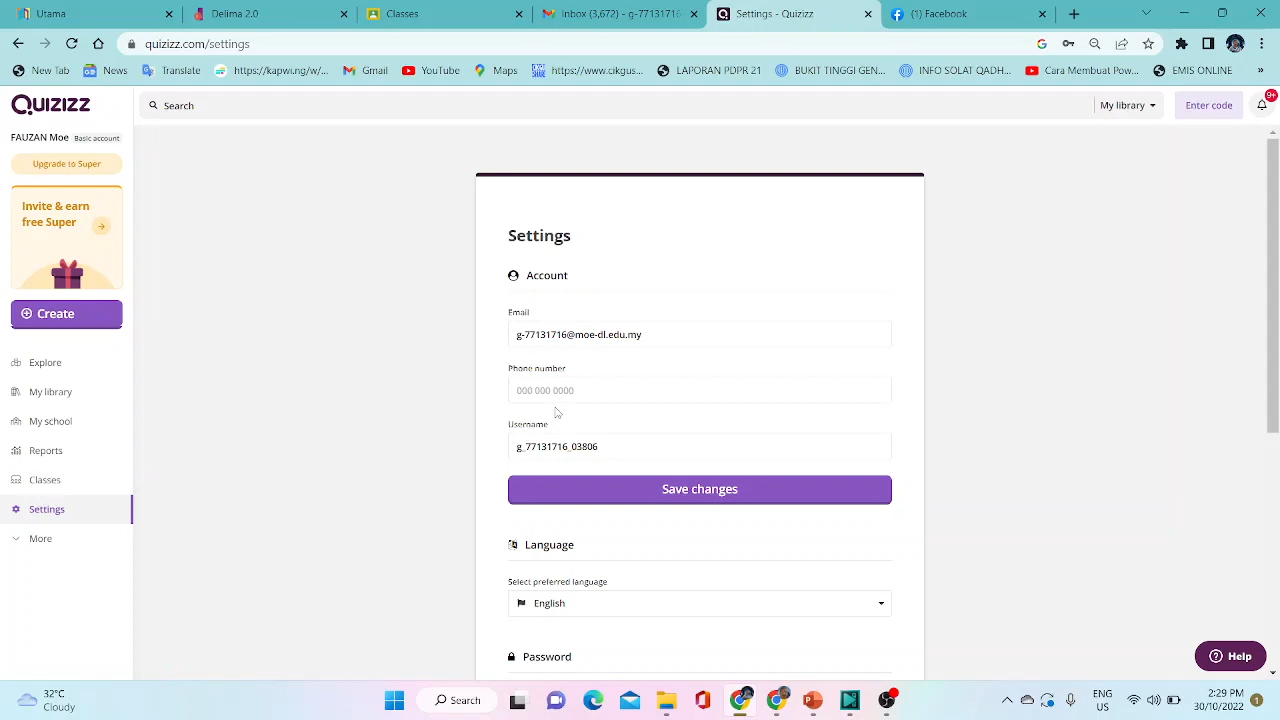 Utama
Delima 2.0
Classes
Inbox (3,672) - g-77131716
Settings - Quizizz
(1) Facebook
quizizz.com/settings
New Tab
News
Translate
https://kapwi.ng/w/...
Gmail
YouTube
Maps
https://www.cikgus...
LAPORAN PDPR 21
BUKIT TINGGI GEN...
INFO SOLAT QADH...
Cara Membuat Pow...
EMIS ONLINE
QUIZIZZ
Search
My library
Enter code
9+
FAUZAN Moe
Basic account
Upgrade to Super
Invite & earn
free Super
Create
Explore
My library
My school
Reports
Classes
Settings
More
Settings
Account
Email
g-77131716@moe-dl.edu.my
Phone number
000 000 0000
Username
g_77131716_03806
Save changes
Language
Select preferred language
English
Password
Help
32°C
Cloudy
Search
ENG
US
5:29 PM
30/10/2022
1